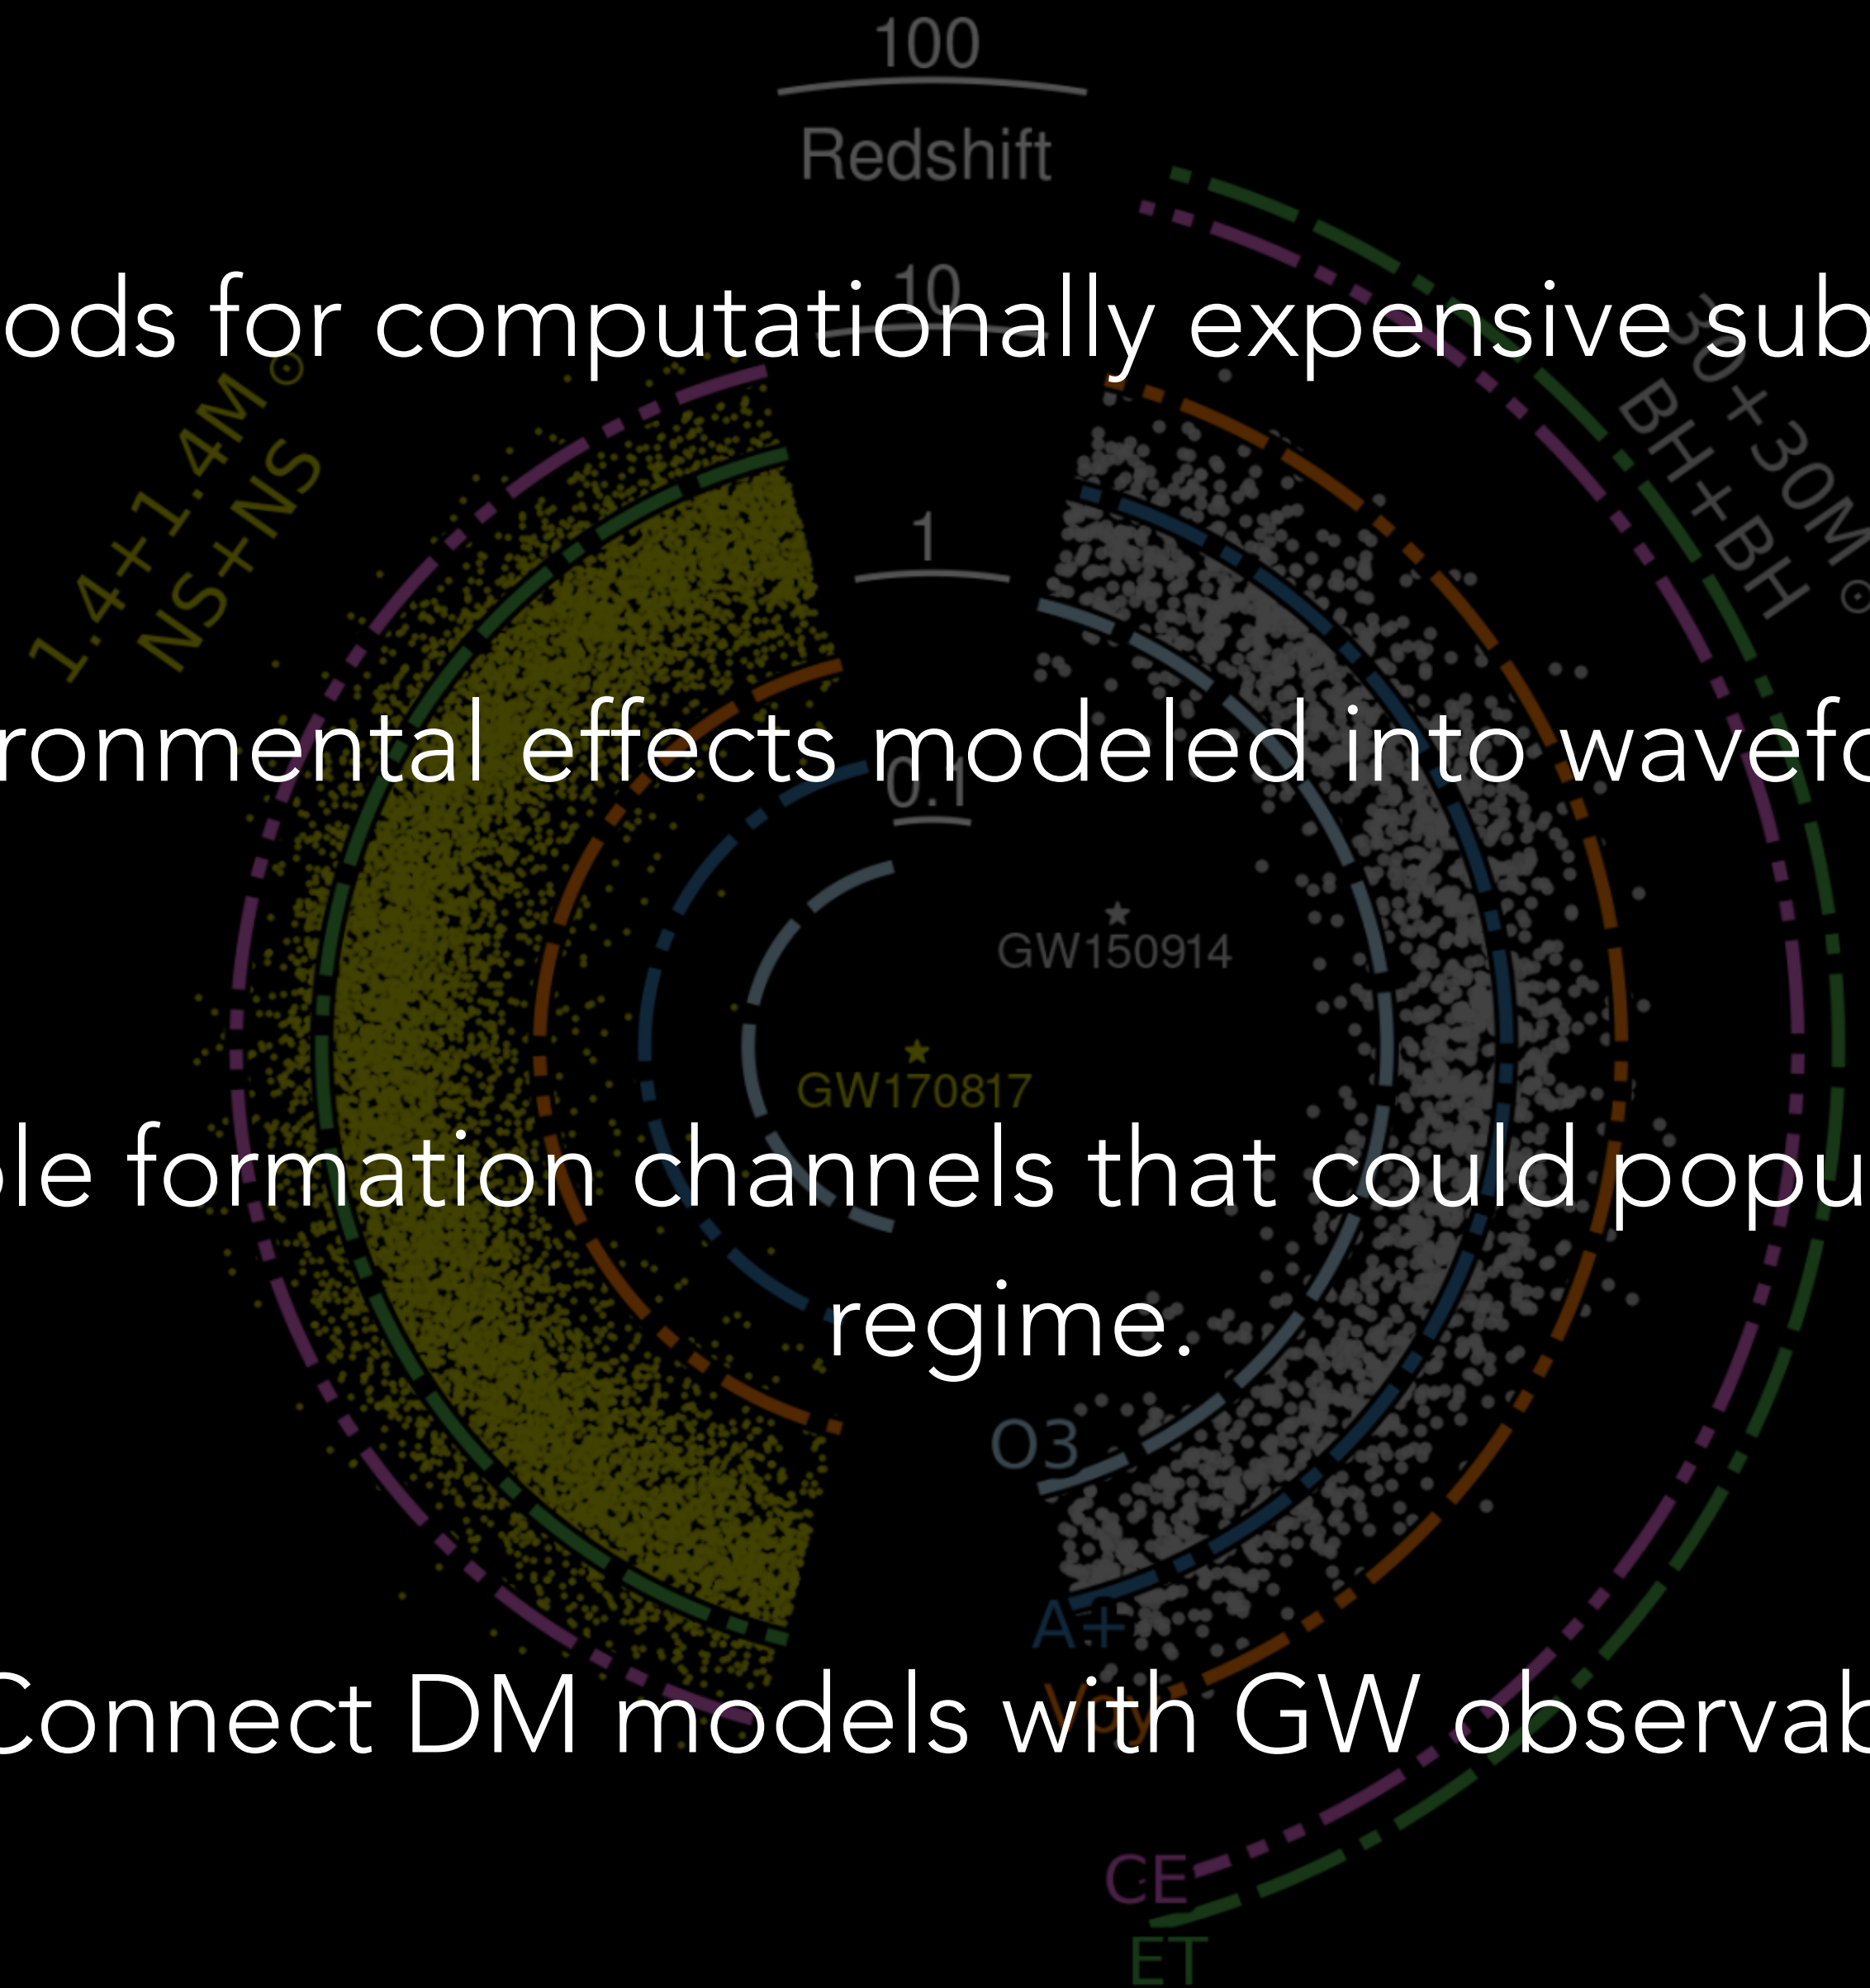 100
Redshift
10
ods for computationally expensive sub
30+30M⊙
BH+BH
1.4+1.4M⊙
NS+NS
1
ronmental effects modeled into wavefo
0.1
GW150914
GW170817
le formation channels that could popu
regime.
O3
A+
Voy
Connect DM models with GW observab
CE
ET